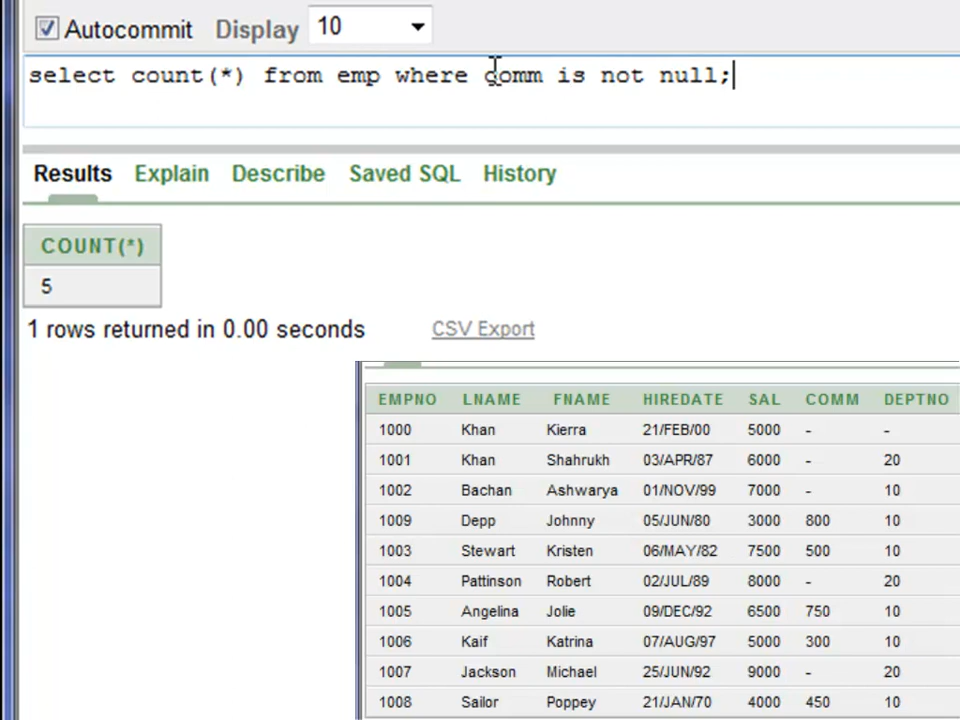 Autocommit Display 10
select count(*) from emp where comm is not null;
Results Explain Describe Saved SQL History
COUNT(*)
5
1 rows returned in 0.00 seconds CSV Export
EMPNO LNAME FNAME HIREDATE SAL COMM DEPTNO
1000 Khan Kierra 21/FEB/00 5000 - -
1001 Khan Shahrukh 03/APR/87 6000 - 20
1002 Bachan Ashwarya 01/NOV/99 7000 - 10
1009 Depp Johnny 05/JUN/80 3000 800 10
1003 Stewart Kristen 06/MAY/82 7500 500 10
1004 Pattinson Robert 02/JUL/89 8000 - 20
1005 Angelina Jolie 09/DEC/92 6500 750 10
1006 Kaif Katrina 07/AUG/97 5000 300 10
1007 Jackson Michael 25/JUN/92 9000 - 20
1008 Sailor Poppey 21/JAN/70 4000 450 10